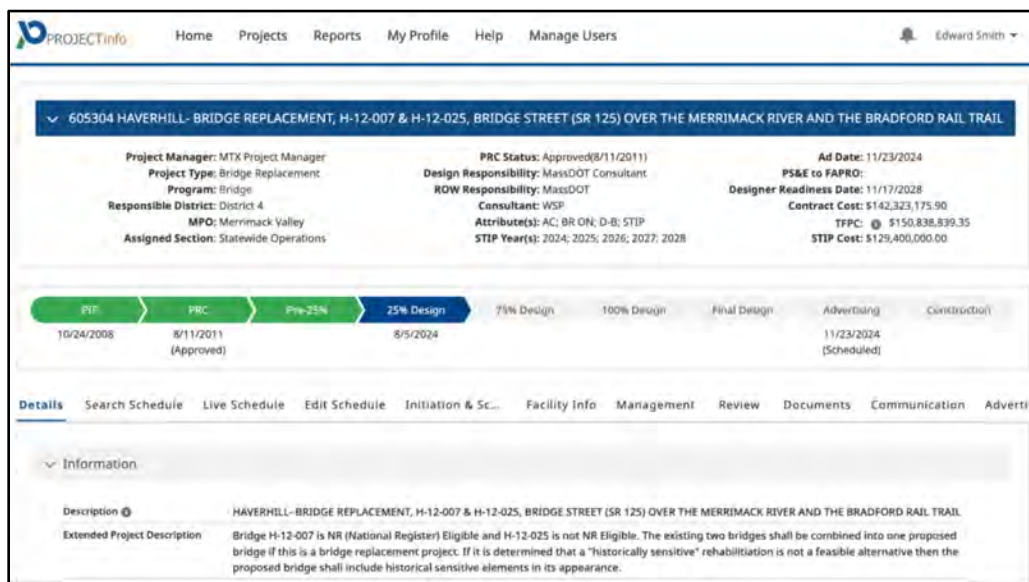 PROJECTinfo Home Projects Reports My Profile Help Manage Users Edward Smith
605304 HAVERHILL- BRIDGE REPLACEMENT, H-12-007 & H-12-025, BRIDGE STREET (SR 125) OVER THE MERRIMACK RIVER AND THE BRADFORD RAIL TRAIL
Project Manager: MTX Project Manager
Project Type: Bridge Replacement
Program: Bridge
Responsible District: District 4
MPO: Merrimack Valley
Assigned Section: Statewide Operations
PRC Status: Approved(8/11/2011)
Design Responsibility: MassDOT Consultant
ROW Responsibility: MassDOT
Consultant: WSP
Attribute(s): AC; BR ON; D-B; STIP
STIP Year(s): 2024; 2025; 2026; 2027; 2028
Ad Date: 11/23/2024
PS&E to FAPRO:
Designer Readiness Date: 11/17/2028
Contract Cost: $142,323,175.90
TFPC: $150,838,839.35
STIP Cost: $129,400,000.00
PIF PRC Pre-25% 25% Design 75% Design 100% Design Final Design Advertising Construction
10/24/2008 8/11/2011 8/5/2024 11/23/2024
(Approved) (Scheduled)
Details Search Schedule Live Schedule Edit Schedule Initiation & Sc... Facility Info Management Review Documents Communication Adverti
Information
Description HAVERHILL- BRIDGE REPLACEMENT, H-12-007 & H-12-025, BRIDGE STREET (SR 125) OVER THE MERRIMACK RIVER AND THE BRADFORD RAIL TRAIL
Extended Project Description Bridge H-12-007 is NR (National Register) Eligible and H-12-025 is not NR Eligible. The existing two bridges shall be combined into one proposed
bridge if this is a bridge replacement project. If it is determined that a "historically sensitive" rehabilitiation is not a feasible alternative then the
proposed bridge shall include historical sensitive elements in its appearance.